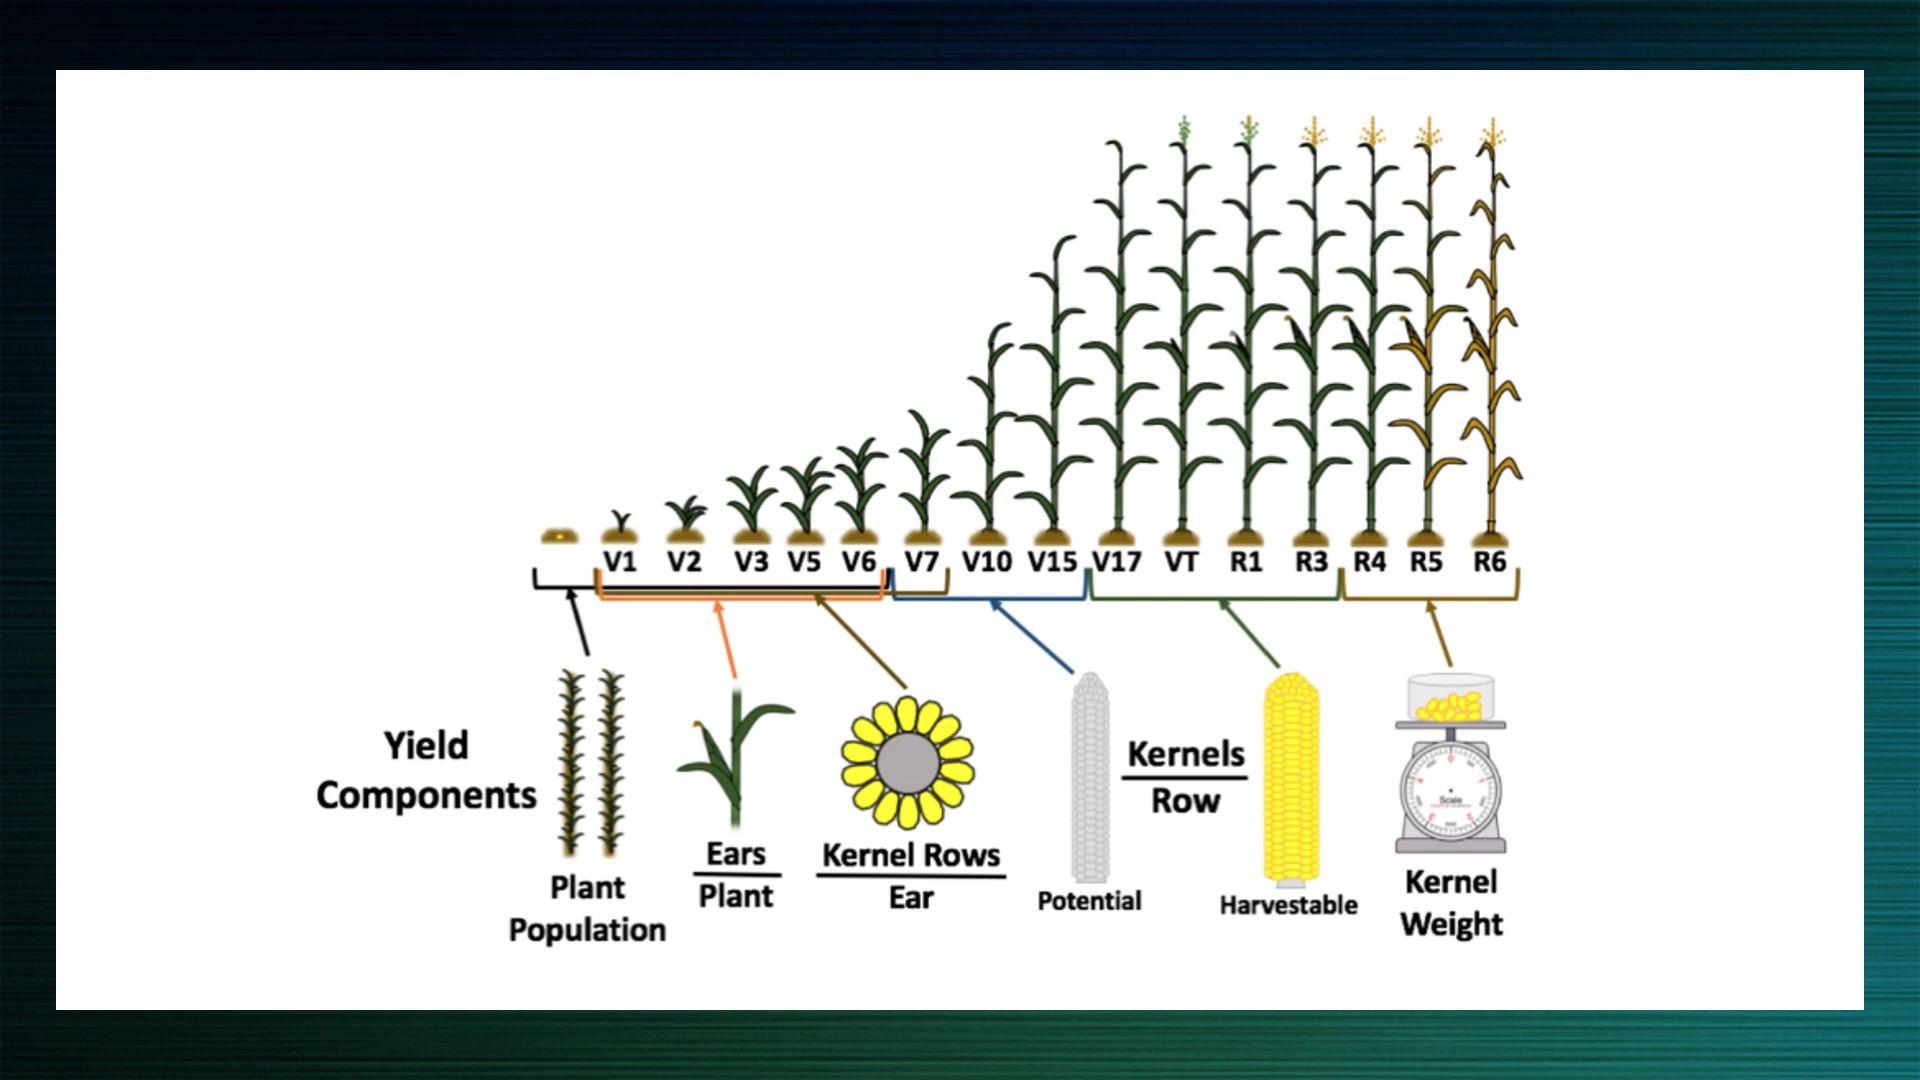 V1 V2 V3 V5 V6 V7 V10 V15 V17 VT R1 R3 R4 R5 R6
Yield
Components
Plant
Population
Ears
Plant
Kernel Rows
Ear
Potential
Kernels
Row
Harvestable
Scale
Kernel
Weight